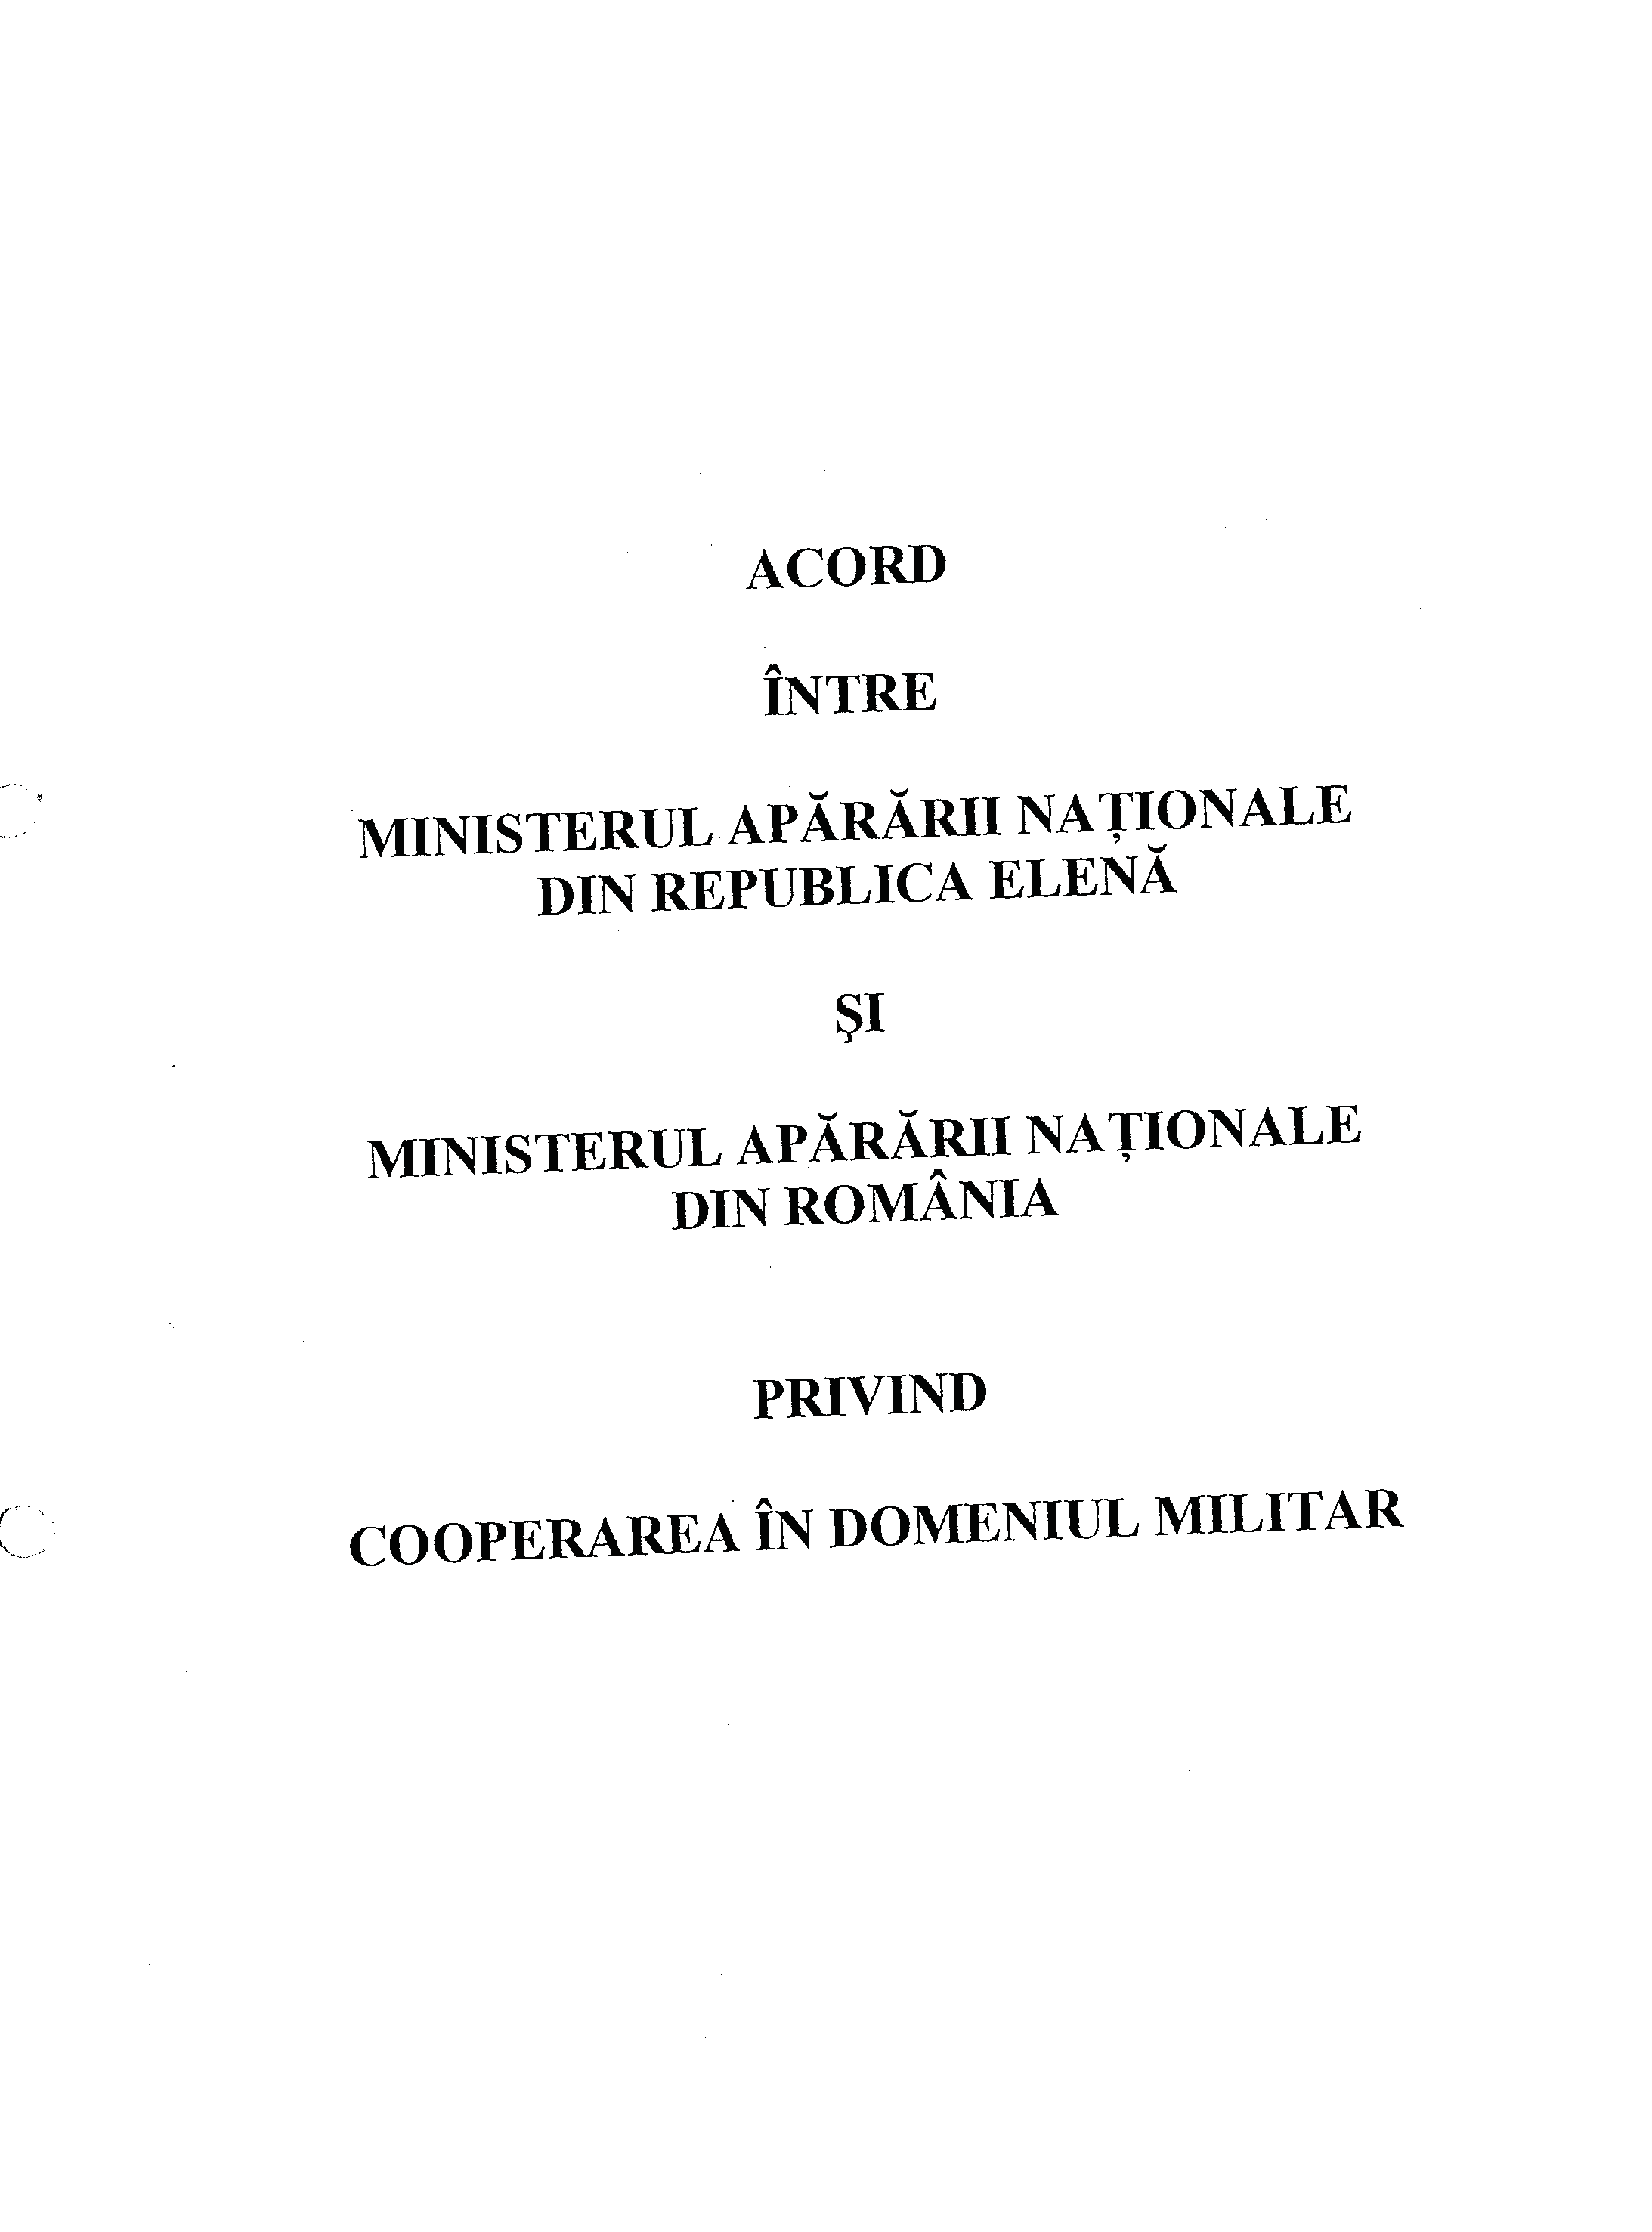 ACORD
ÎNTRE
MINISTERUL APĂRĂRII NAȚIONALE
DIN REPUBLICA ELENĂ
ŞI
MINISTERUL APĂRĂRII NAȚIONALE
DIN ROMÂNIA
PRIVIND
COOPERAREA ÎN DOMENIUL MILITAR